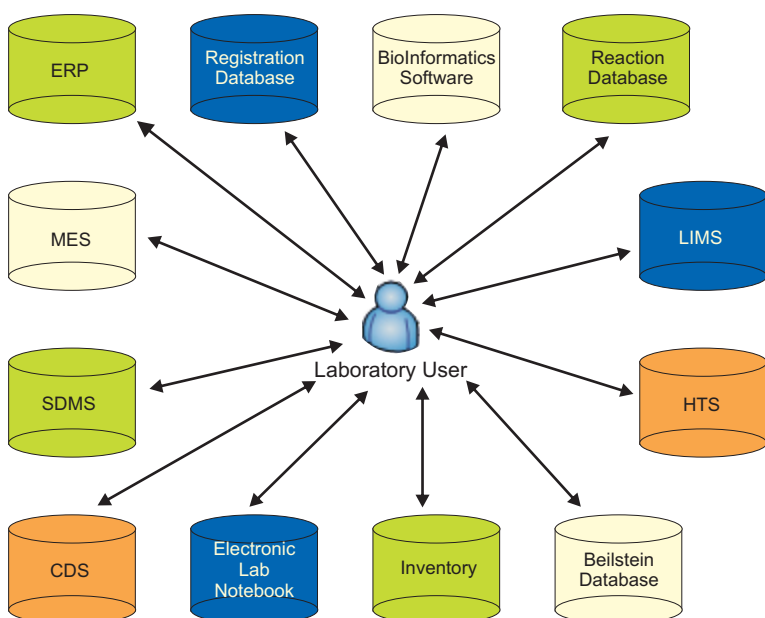 ERP
Registration
Database
BioInformatics
Software
Reaction
Database
MES
LIMS
Laboratory User
SDMS
HTS
CDS
Electronic
Lab
Notebook
Inventory
Beilstein
Database